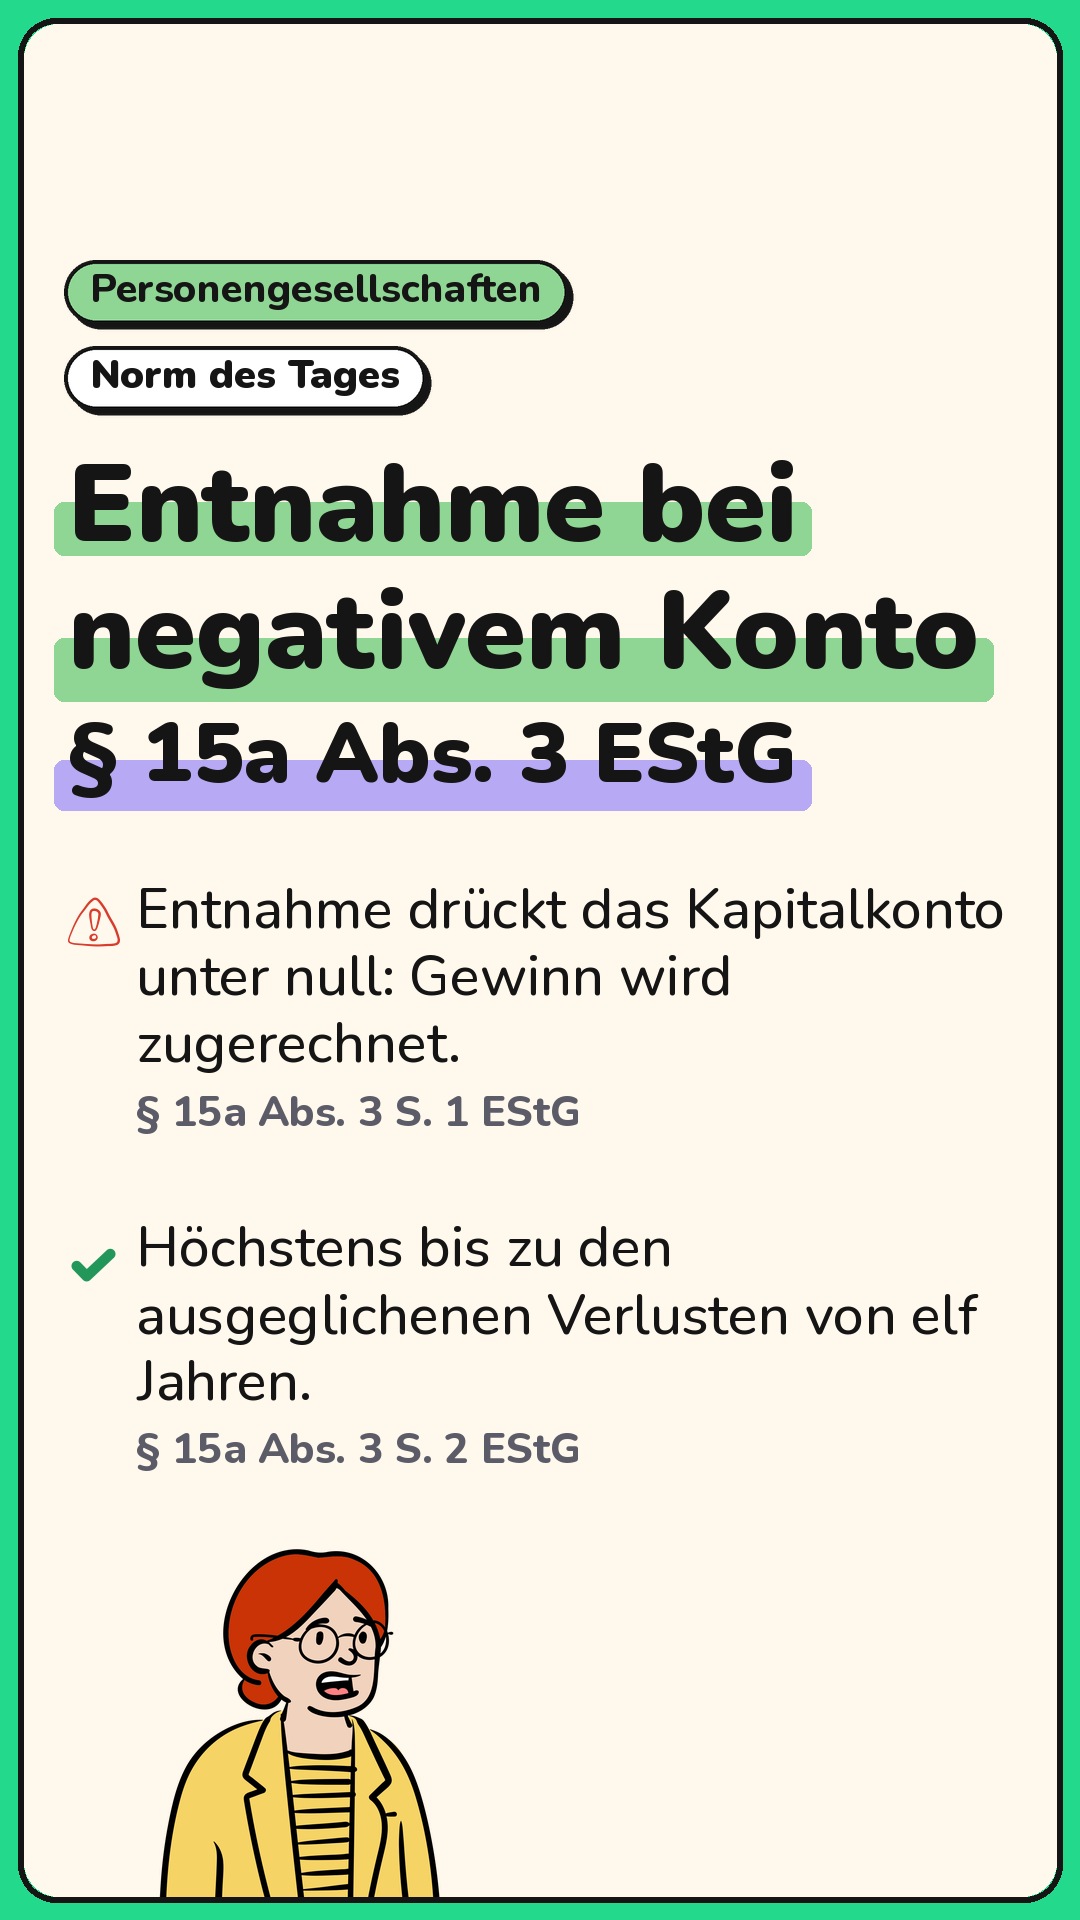 Personengesellschaften
Norm des Tages
Entnahme bei
negativem Konto
§ 15a Abs. 3 EStG
Entnahme drückt das Kapitalkonto
unter null: Gewinn wird
zugerechnet.
§ 15a Abs. 3 S. 1 EStG
Höchstens bis zu den
ausgeglichenen Verlusten von elf
Jahren.
§ 15a Abs. 3 S. 2 EStG